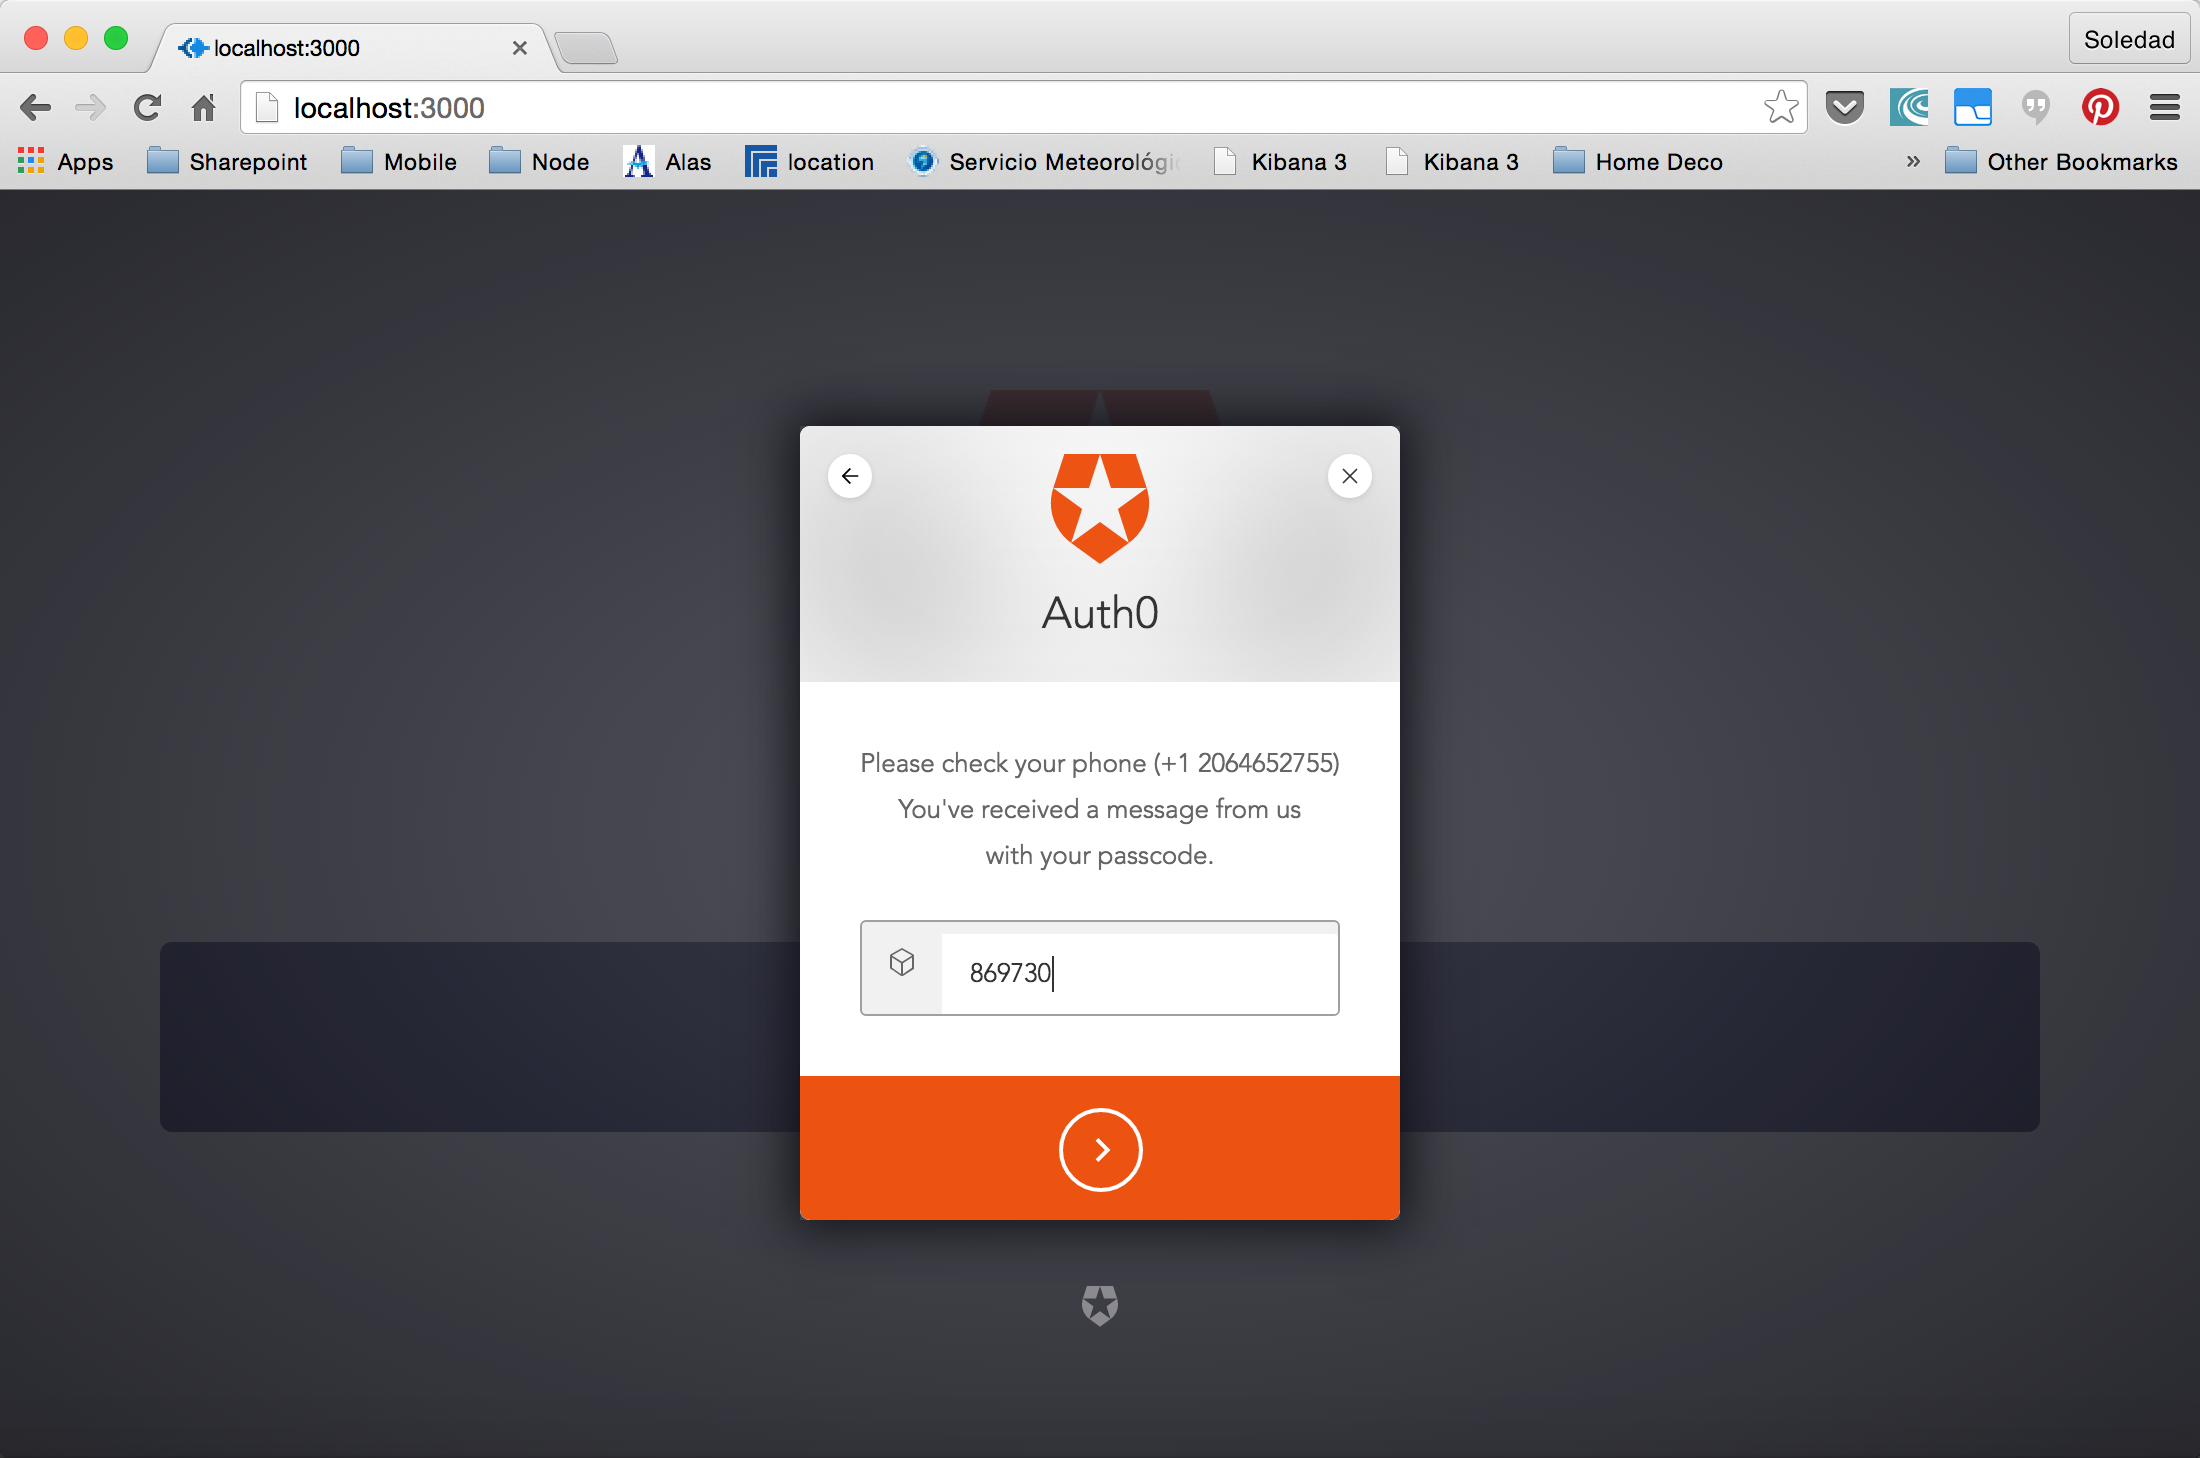 localhost:3000
Soledad
localhost:3000
Apps Sharepoint Mobile Node Alas location Servicio Meteorológi Kibana 3 Kibana 3 Home Deco » Other Bookmarks
Auth0
Please check your phone (+1 2064652755)
You've received a message from us
with your passcode.
869730